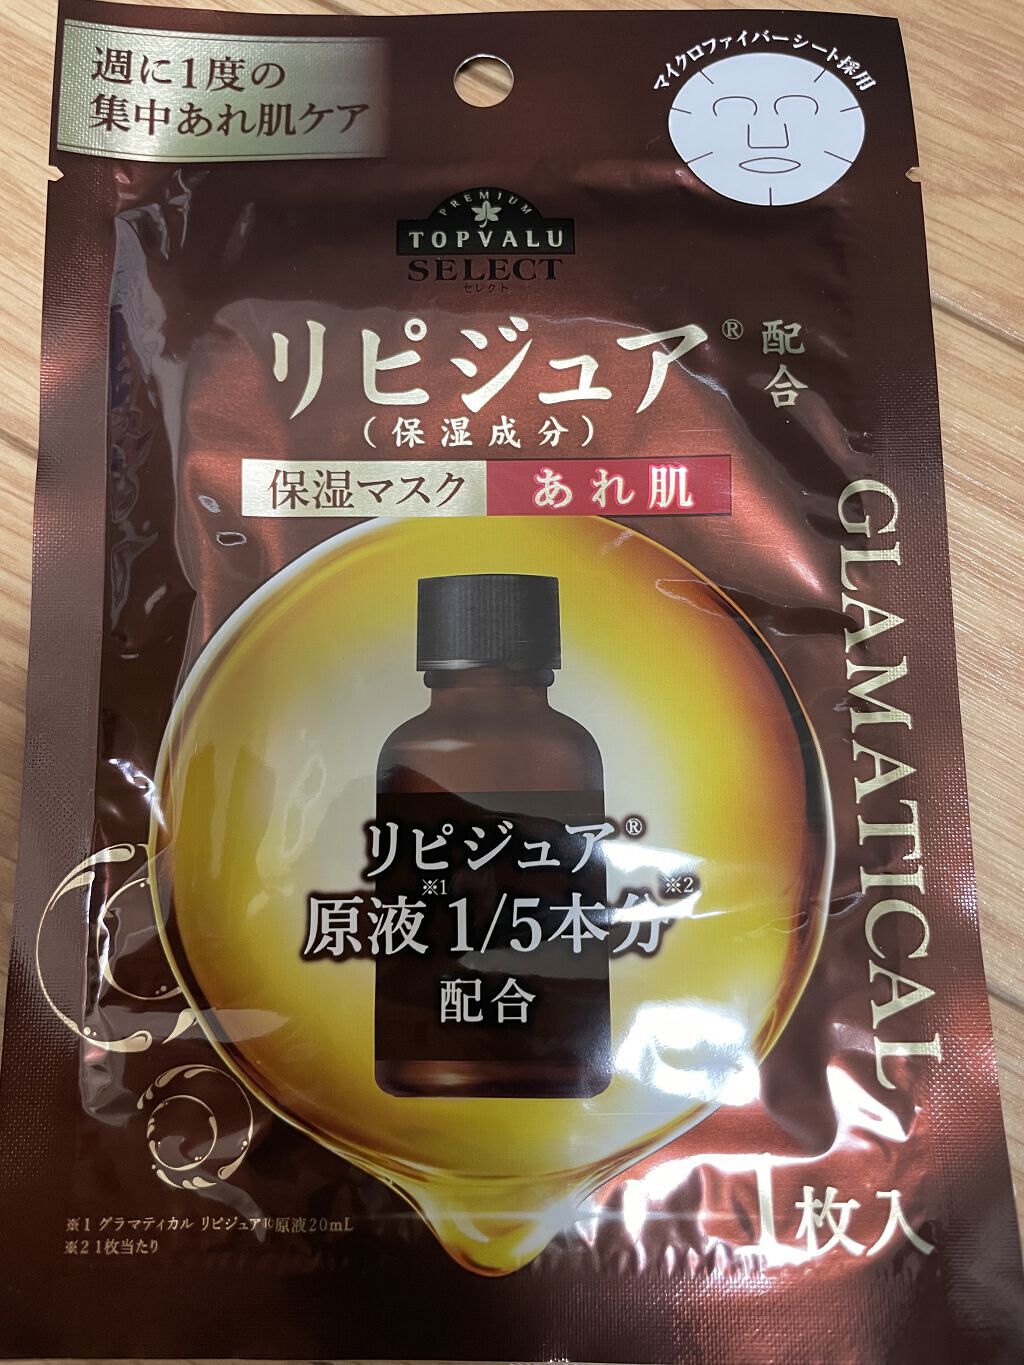 週に1度の
集中あれ肌ケア
マイクロファイバーシート採用
PREMIUM
TOPVALU
SELECT
セレクト
リピジュア® 配合
(保湿成分)
保湿マスク あれ肌
GLAMATICAL
リピジュア®
原液※1 1/5本分※2
配合
1枚入
※1 グラマティカル リピジュア®原液20mL
※2 1枚当たり